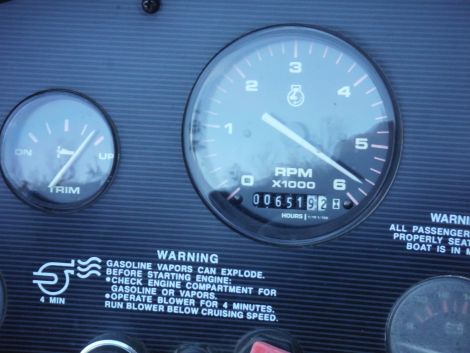 0
1
2
3
4
5
6
RPM
X1000
0065192
HOURS
ON
UP
TRIM
4 MIN
WARNING
GASOLINE VAPORS CAN EXPLODE.
BEFORE STARTING ENGINE:
•CHECK ENGINE COMPARTMENT FOR
GASOLINE OR VAPORS.
•OPERATE BLOWER FOR 4 MINUTES.
RUN BLOWER BELOW CRUISING SPEED.
WARNI
ALL PASSENGER
PROPERLY SEAT
BOAT IS IN M